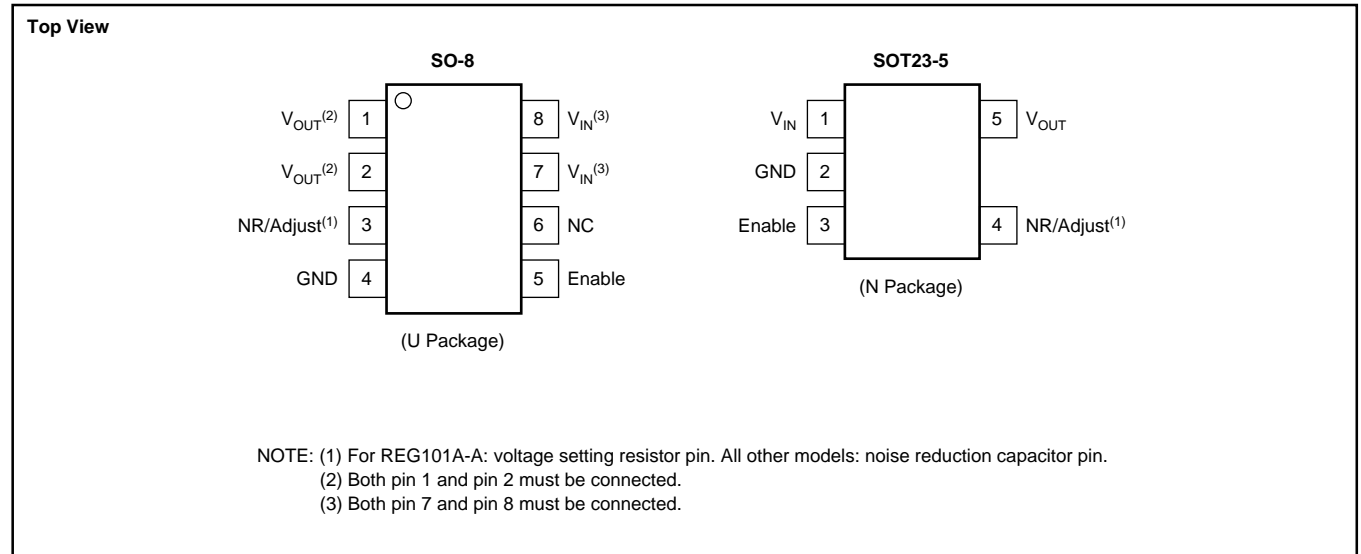 Top View
SO-8
V_OUT(2) 1
V_OUT(2) 2
NR/Adjust(1) 3
GND 4
8 V_IN(3)
7 V_IN(3)
6 NC
5 Enable
(U Package)
SOT23-5
V_IN 1
GND 2
Enable 3
5 V_OUT
4 NR/Adjust(1)
(N Package)
NOTE: (1) For REG101A-A: voltage setting resistor pin. All other models: noise reduction capacitor pin.
(2) Both pin 1 and pin 2 must be connected.
(3) Both pin 7 and pin 8 must be connected.